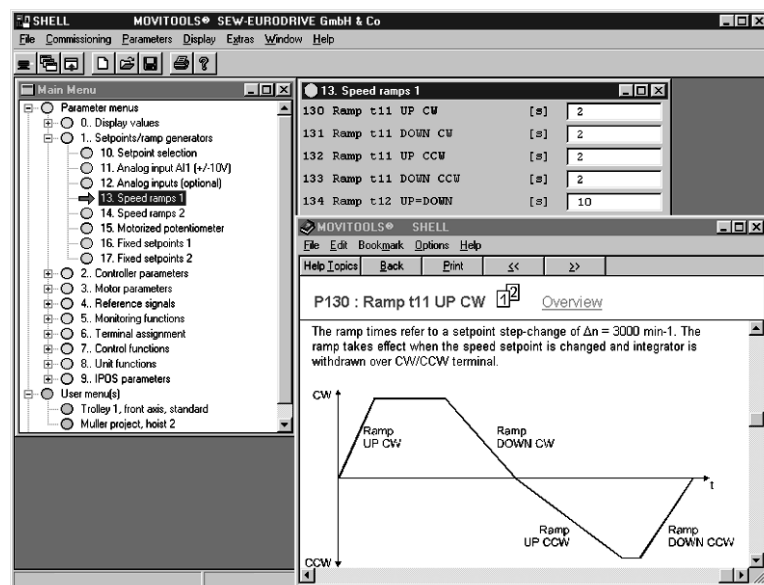 SHELL MOVITOOLS® SEW-EURODRIVE GmbH & Co
File Commissioning Parameters Display Extras Window Help
Main Menu
Parameter menus
0.. Display values
1.. Setpoints/ramp generators
10. Setpoint selection
11. Analog input AI1 (+/-10V)
12. Analog inputs (optional)
13. Speed ramps 1
14. Speed ramps 2
15. Motorized potentiometer
16. Fixed setpoints 1
17. Fixed setpoints 2
2.. Controller parameters
3.. Motor parameters
4.. Reference signals
5.. Monitoring functions
6.. Terminal assignment
7.. Control functions
8.. Unit functions
9.. IPOS parameters
User menu(s)
Trolley 1, front axis, standard
Muller project, hoist 2
13. Speed ramps 1
130 Ramp t11 UP CW [s] 2
131 Ramp t11 DOWN CW [s] 2
132 Ramp t11 UP CCW [s] 2
133 Ramp t11 DOWN CCW [s] 2
134 Ramp t12 UP=DOWN [s] 10
MOVITOOLS® SHELL
File Edit Bookmark Options Help
Help Topics Back Print << >>
P130 : Ramp t11 UP CW 12 Overview
The ramp times refer to a setpoint step-change of Δn = 3000 min-1. The
ramp takes effect when the speed setpoint is changed and integrator is
withdrawn over CW/CCW terminal.
CW
Ramp
UP CW
Ramp
DOWN CW
t
Ramp
UP CCW
Ramp
DOWN CCW
CCW